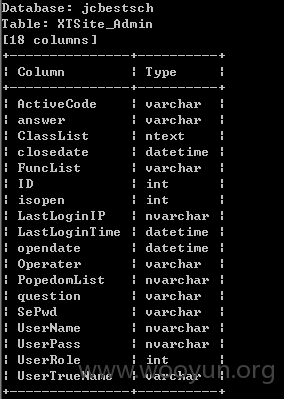 Database: jcbestsch
Table: XTSite_Admin
[18 columns]
+---------------+----------+
| Column        | Type     |
+---------------+----------+
| ActiveCode    | varchar  |
| answer        | varchar  |
| ClassList     | ntext    |
| closedate     | datetime |
| FuncList      | varchar  |
| ID            | int      |
| isopen        | int      |
| LastLoginIP   | nvarchar |
| LastLoginTime | datetime |
| opendate      | datetime |
| Operater      | varchar  |
| PopedomList   | nvarchar |
| question      | varchar  |
| SePwd         | varchar  |
| UserName      | nvarchar |
| UserPass      | nvarchar |
| UserRole      | int      |
| UserTrueName  | varchar  |
+---------------+----------+
www.wooyun.org